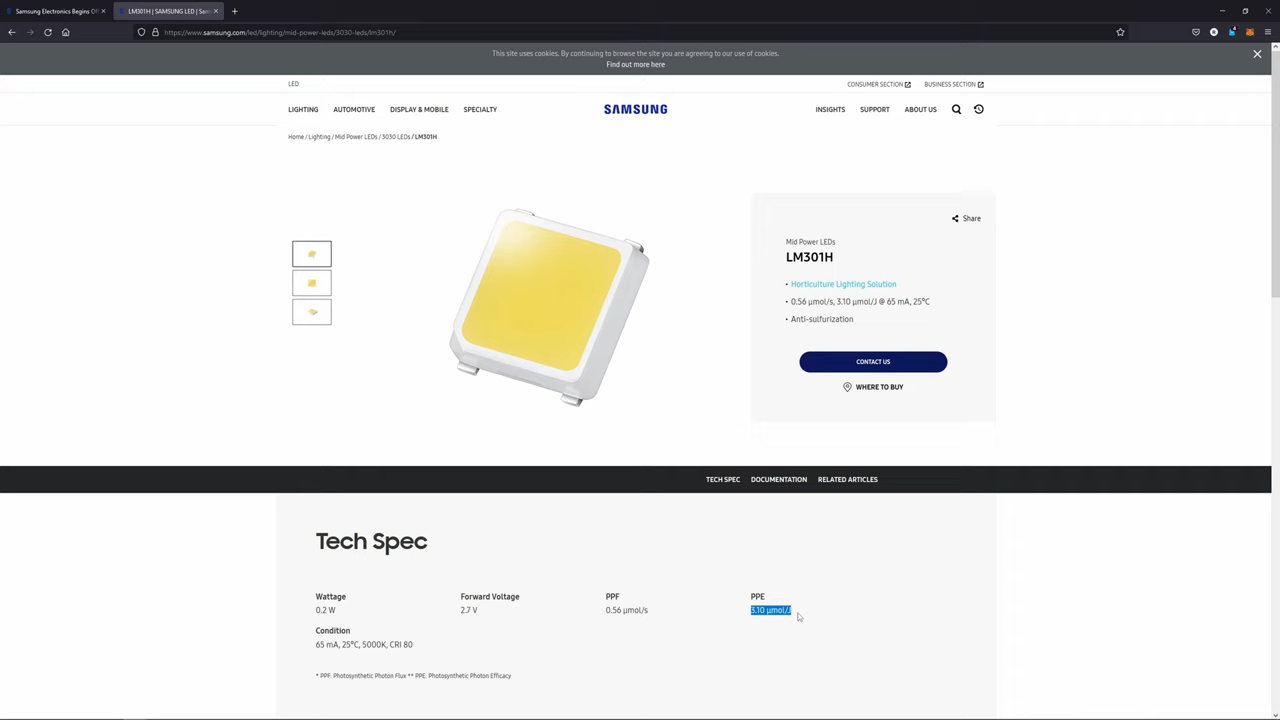 Samsung Electronics Begins Of
LM301H | SAMSUNG LED | Sam
https://www.samsung.com/led/lighting/mid-power-leds/3030-leds/lm301h/
This site uses cookies. By continuing to browse the site you are agreeing to our use of cookies.
Find out more here
LED
CONSUMER SECTION
BUSINESS SECTION
LIGHTING
AUTOMOTIVE
DISPLAY & MOBILE
SPECIALTY
SAMSUNG
INSIGHTS
SUPPORT
ABOUT US
Home / Lighting / Mid Power LEDs / 3030 LEDs / LM301H
Share
Mid Power LEDs
LM301H
• Horticulture Lighting Solution
• 0.56 μmol/s, 3.10 μmol/J @ 65 mA, 25℃
• Anti-sulfurization
CONTACT US
WHERE TO BUY
TECH SPEC
DOCUMENTATION
RELATED ARTICLES
Tech Spec
Wattage
0.2 W
Forward Voltage
2.7 V
PPF
0.56 μmol/s
PPE
3.10 μmol/J
Condition
65 mA, 25℃, 5000K, CRI 80
* PPF: Photosynthetic Photon Flux ** PPE: Photosynthetic Photon Efficacy